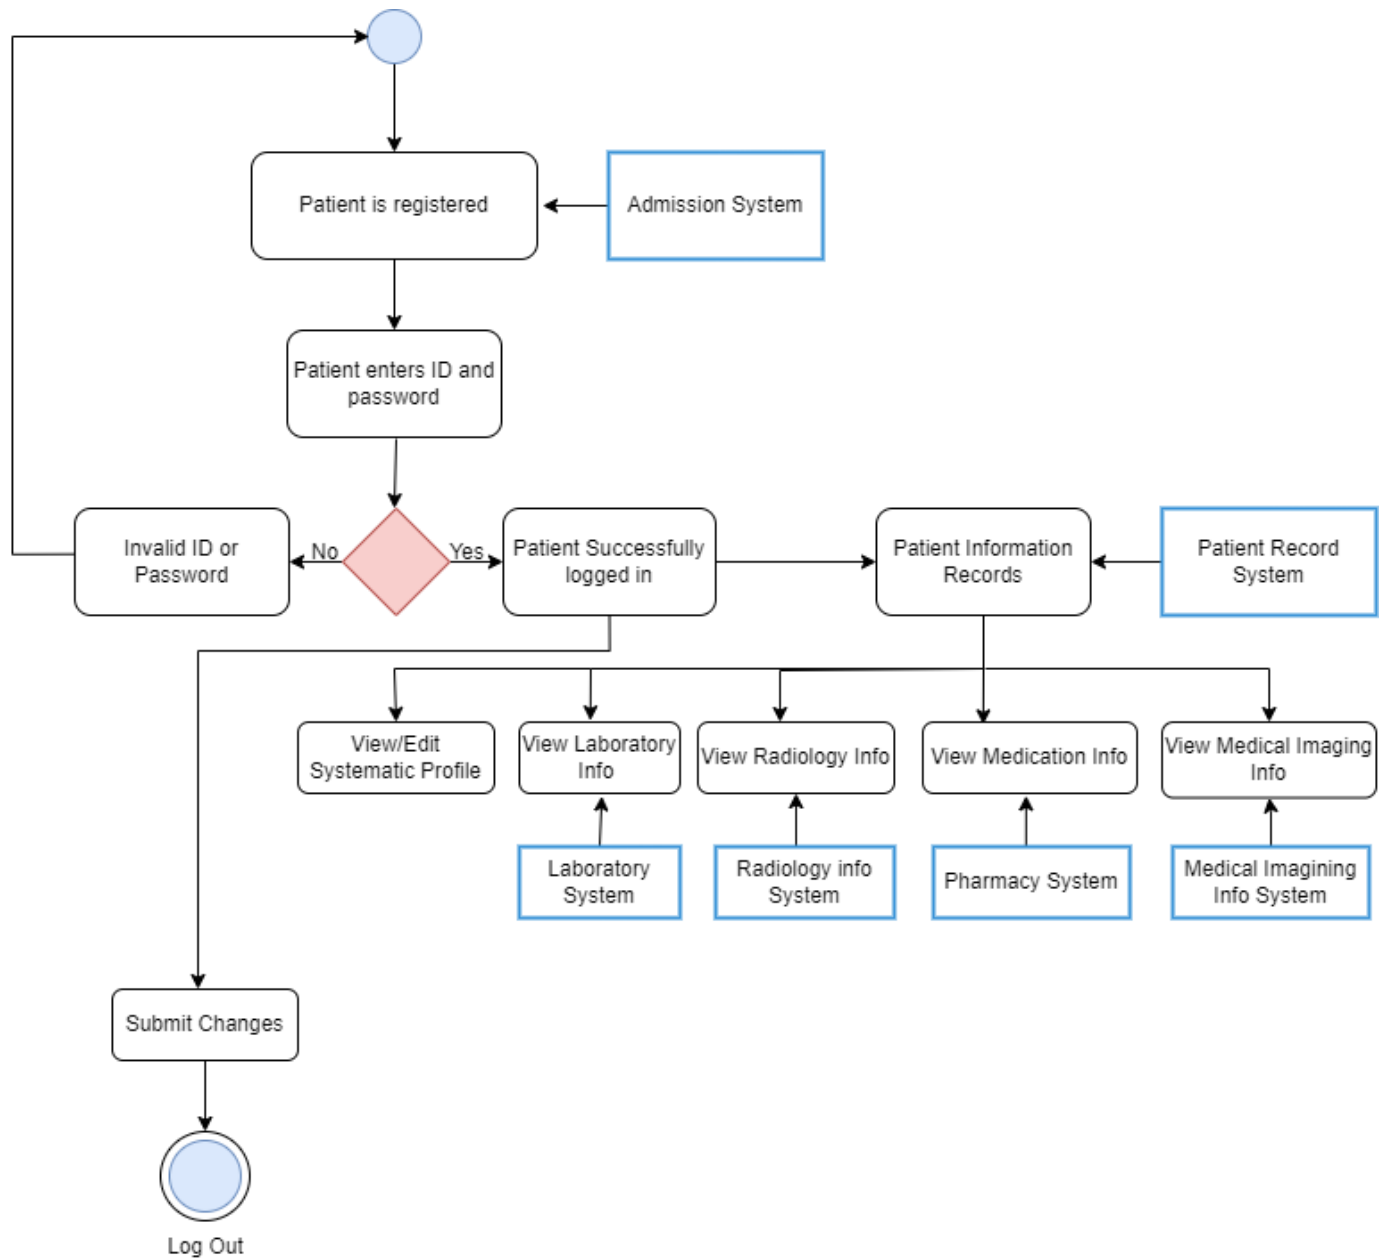 Patient is registered
Admission System
Patient enters ID and
password
Invalid ID or
Password
No
Yes
Patient Successfully
logged in
Patient Information
Records
Patient Record
System
View/Edit
Systematic Profile
View Laboratory
Info
View Radiology Info
View Medication Info
View Medical Imaging
Info
Laboratory
System
Radiology info
System
Pharmacy System
Medical Imagining
Info System
Submit Changes
Log Out